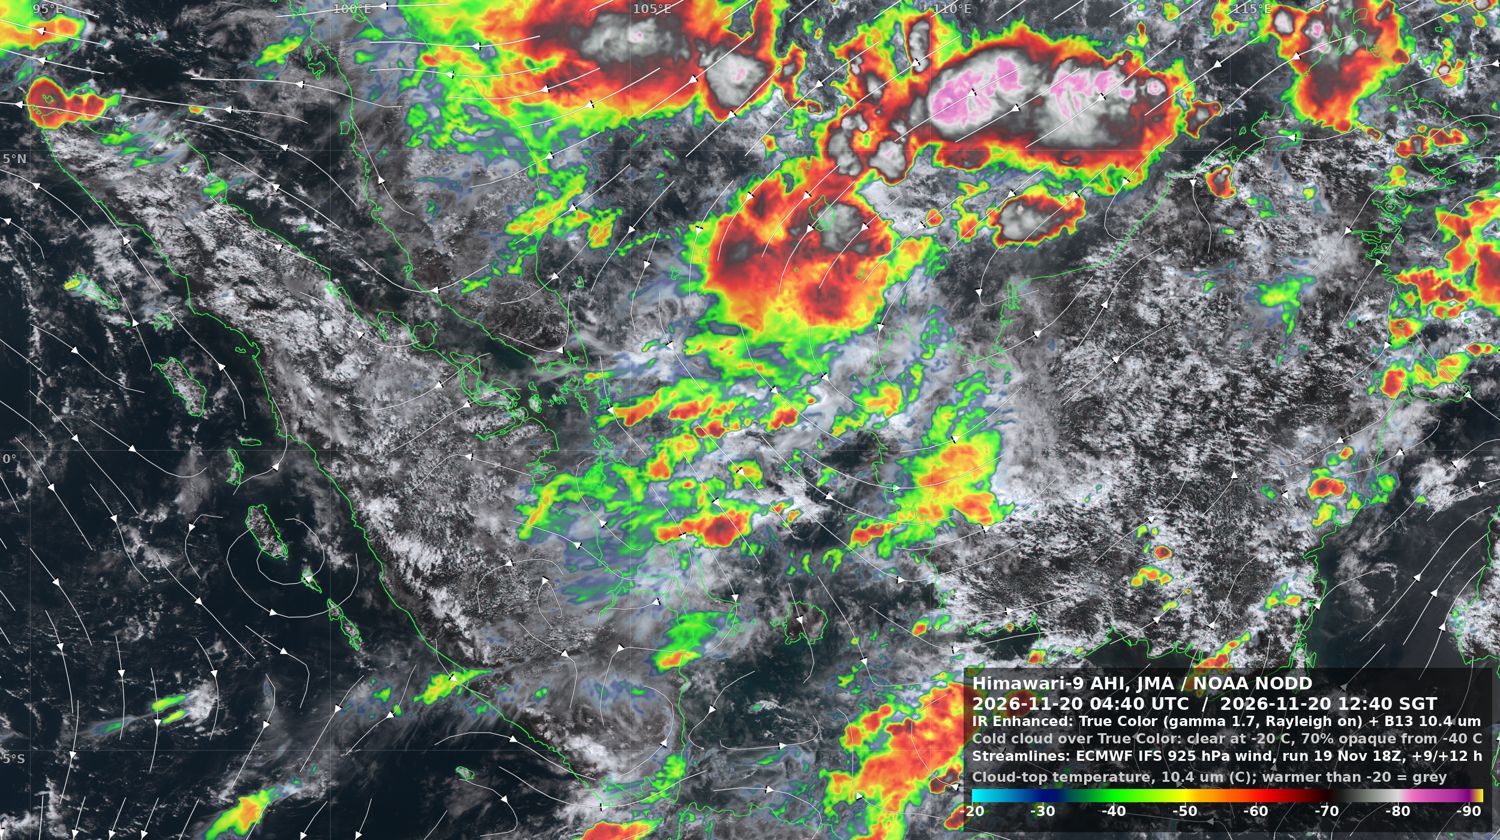 95°E
100°E
105°E
110°E
115°E
5°N
0°
5°S
Himawari-9 AHI, JMA / NOAA NODD
2026-11-20 04:40 UTC / 2026-11-20 12:40 SGT
IR Enhanced: True Color (gamma 1.7, Rayleigh on) + B13 10.4 um
Cold cloud over True Color: clear at -20 C, 70% opaque from -40 C
Streamlines: ECMWF IFS 925 hPa wind, run 19 Nov 18Z, +9/+12 h
Cloud-top temperature, 10.4 um (C); warmer than -20 = grey
-20 -30 -40 -50 -60 -70 -80 -90